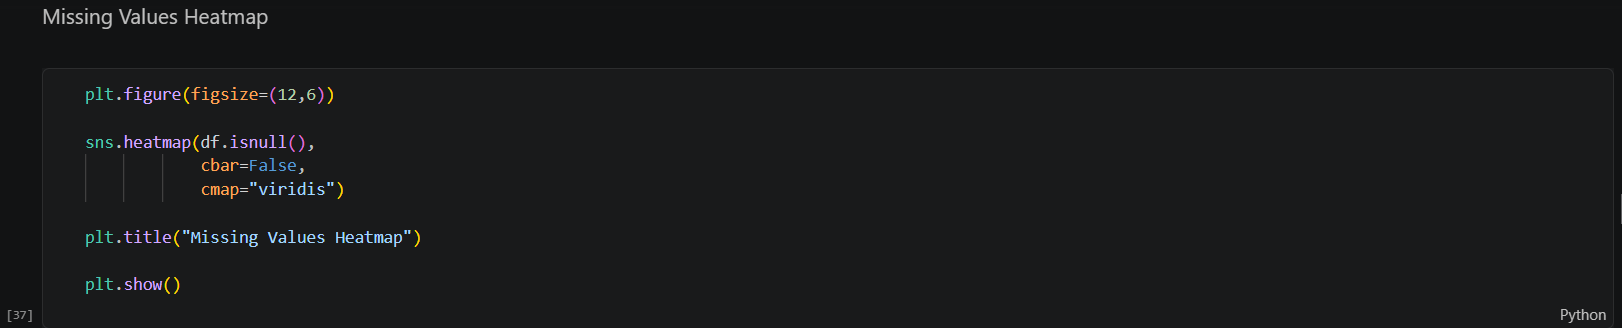 Missing Values Heatmap
plt.figure(figsize=(12,6))
sns.heatmap(df.isnull(),
            cbar=False,
            cmap="viridis")
plt.title("Missing Values Heatmap")
plt.show()
[37]
Python